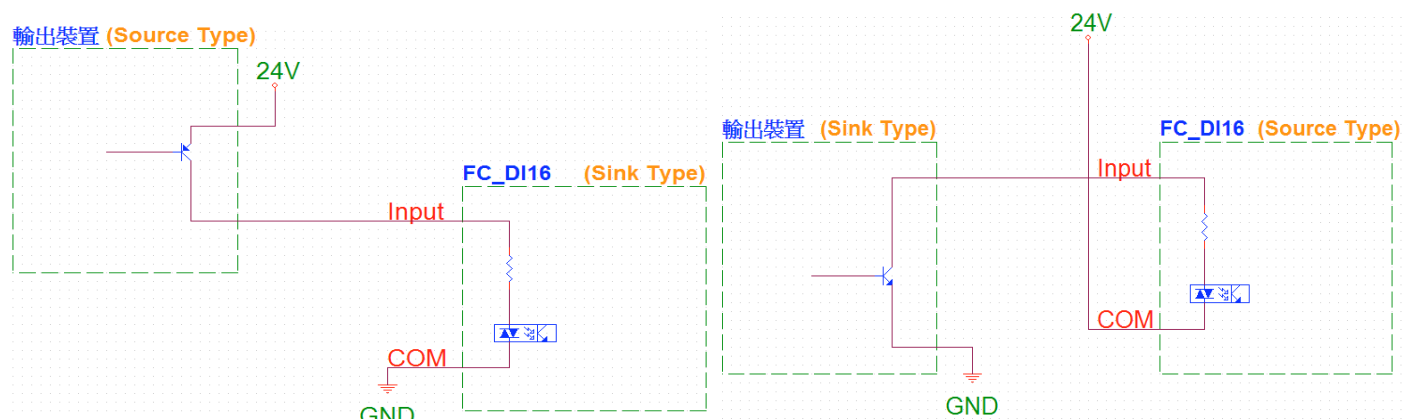 輸出裝置 (Source Type)
24V
FC_DI16 (Sink Type)
Input
COM
GND
24V
輸出裝置 (Sink Type)
FC_DI16 (Source Type)
Input
COM
GND